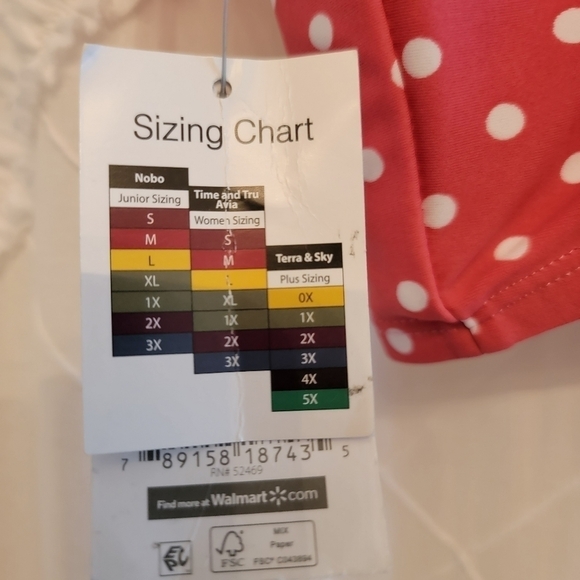 Sizing Chart
Nobo
Junior Sizing
S
M
L
XL
1X
2X
3X
Time and Tru
Avia
Women Sizing
S
M
XL
1X
2X
3X
Terra & Sky
Plus Sizing
0X
1X
2X
3X
4X
5X
7 89158 18743 5
RN# 52469
Find more at Walmart.com
FSC
MIX
Paper
FSC® C043894